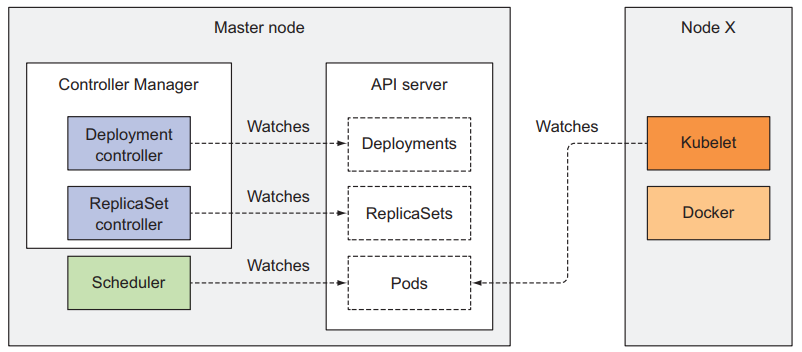 Master node
Node X
Controller Manager
API server
Deployment
controller
Watches
Deployments
Watches
Kubelet
ReplicaSet
controller
Watches
ReplicaSets
Docker
Scheduler
Watches
Pods